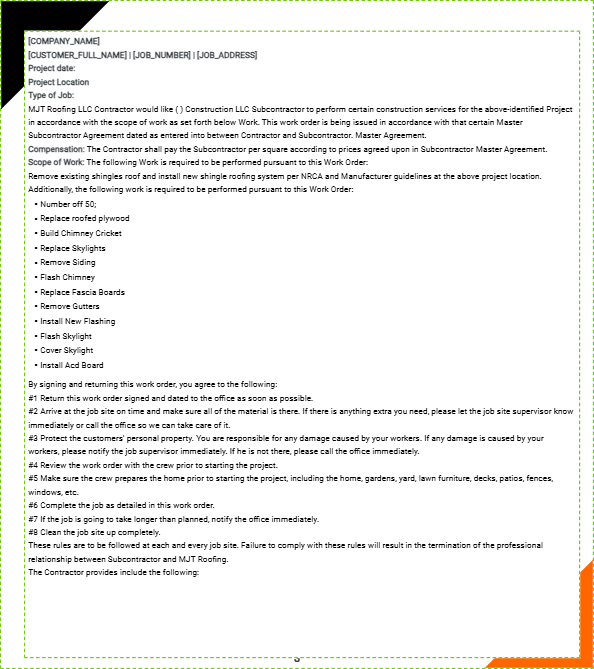 [COMPANY_NAME]
[CUSTOMER_FULL_NAME] | [JOB_NUMBER] | [JOB_ADDRESS]
Project date:
Project Location
Type of Job:
MJT Roofing LLC Contractor would like ( ) Construction LLC Subcontractor to perform certain construction services for the above-identified Project
in accordance with the scope of work as set forth below Work. This work order is being issued in accordance with that certain Master
Subcontractor Agreement dated as entered into between Contractor and Subcontractor. Master Agreement.
Compensation: The Contractor shall pay the Subcontractor per square according to prices agreed upon in Subcontractor Master Agreement.
Scope of Work: The following Work is required to be performed pursuant to this Work Order:
Remove existing shingles roof and install new shingle roofing system per NRCA and Manufacturer guidelines at the above project location.
Additionally, the following work is required to be performed pursuant to this Work Order:
• Number off 50;
• Replace roofed plywood
• Build Chimney Cricket
• Replace Skylights
• Remove Siding
• Flash Chimney
• Replace Fascia Boards
• Remove Gutters
• Install New Flashing
• Flash Skylight
• Cover Skylight
• Install Acd Board
By signing and returning this work order, you agree to the following:
#1 Return this work order signed and dated to the office as soon as possible.
#2 Arrive at the job site on time and make sure all of the material is there. If there is anything extra you need, please let the job site supervisor know
immediately or call the office so we can take care of it.
#3 Protect the customers' personal property. You are responsible for any damage caused by your workers. If any damage is caused by your
workers, please notify the job supervisor immediately. If he is not there, please call the office immediately.
#4 Review the work order with the crew prior to starting the project.
#5 Make sure the crew prepares the home prior to starting the project, including the home, gardens, yard, lawn furniture, decks, patios, fences,
windows, etc.
#6 Complete the job as detailed in this work order.
#7 If the job is going to take longer than planned, notify the office immediately.
#8 Clean the job site up completely.
These rules are to be followed at each and every job site. Failure to comply with these rules will result in the termination of the professional
relationship between Subcontractor and MJT Roofing.
The Contractor provides include the following: